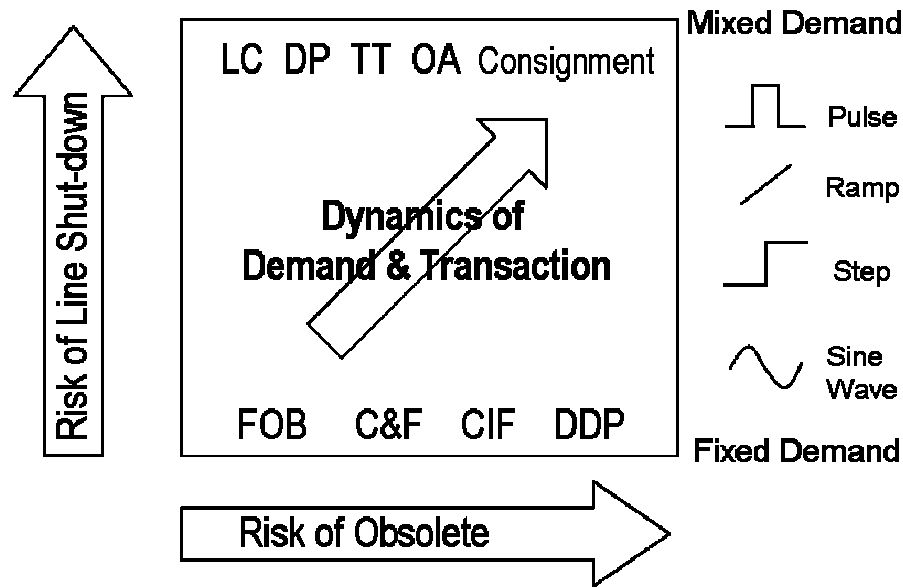 Mixed Demand
LC DP TT OA Consignment
Pulse
Ramp
Dynamics of
Demand & Transaction
Step
Sine
Wave
FOB C&F CIF DDP
Fixed Demand
Risk of Line Shut-down
Risk of Obsolete